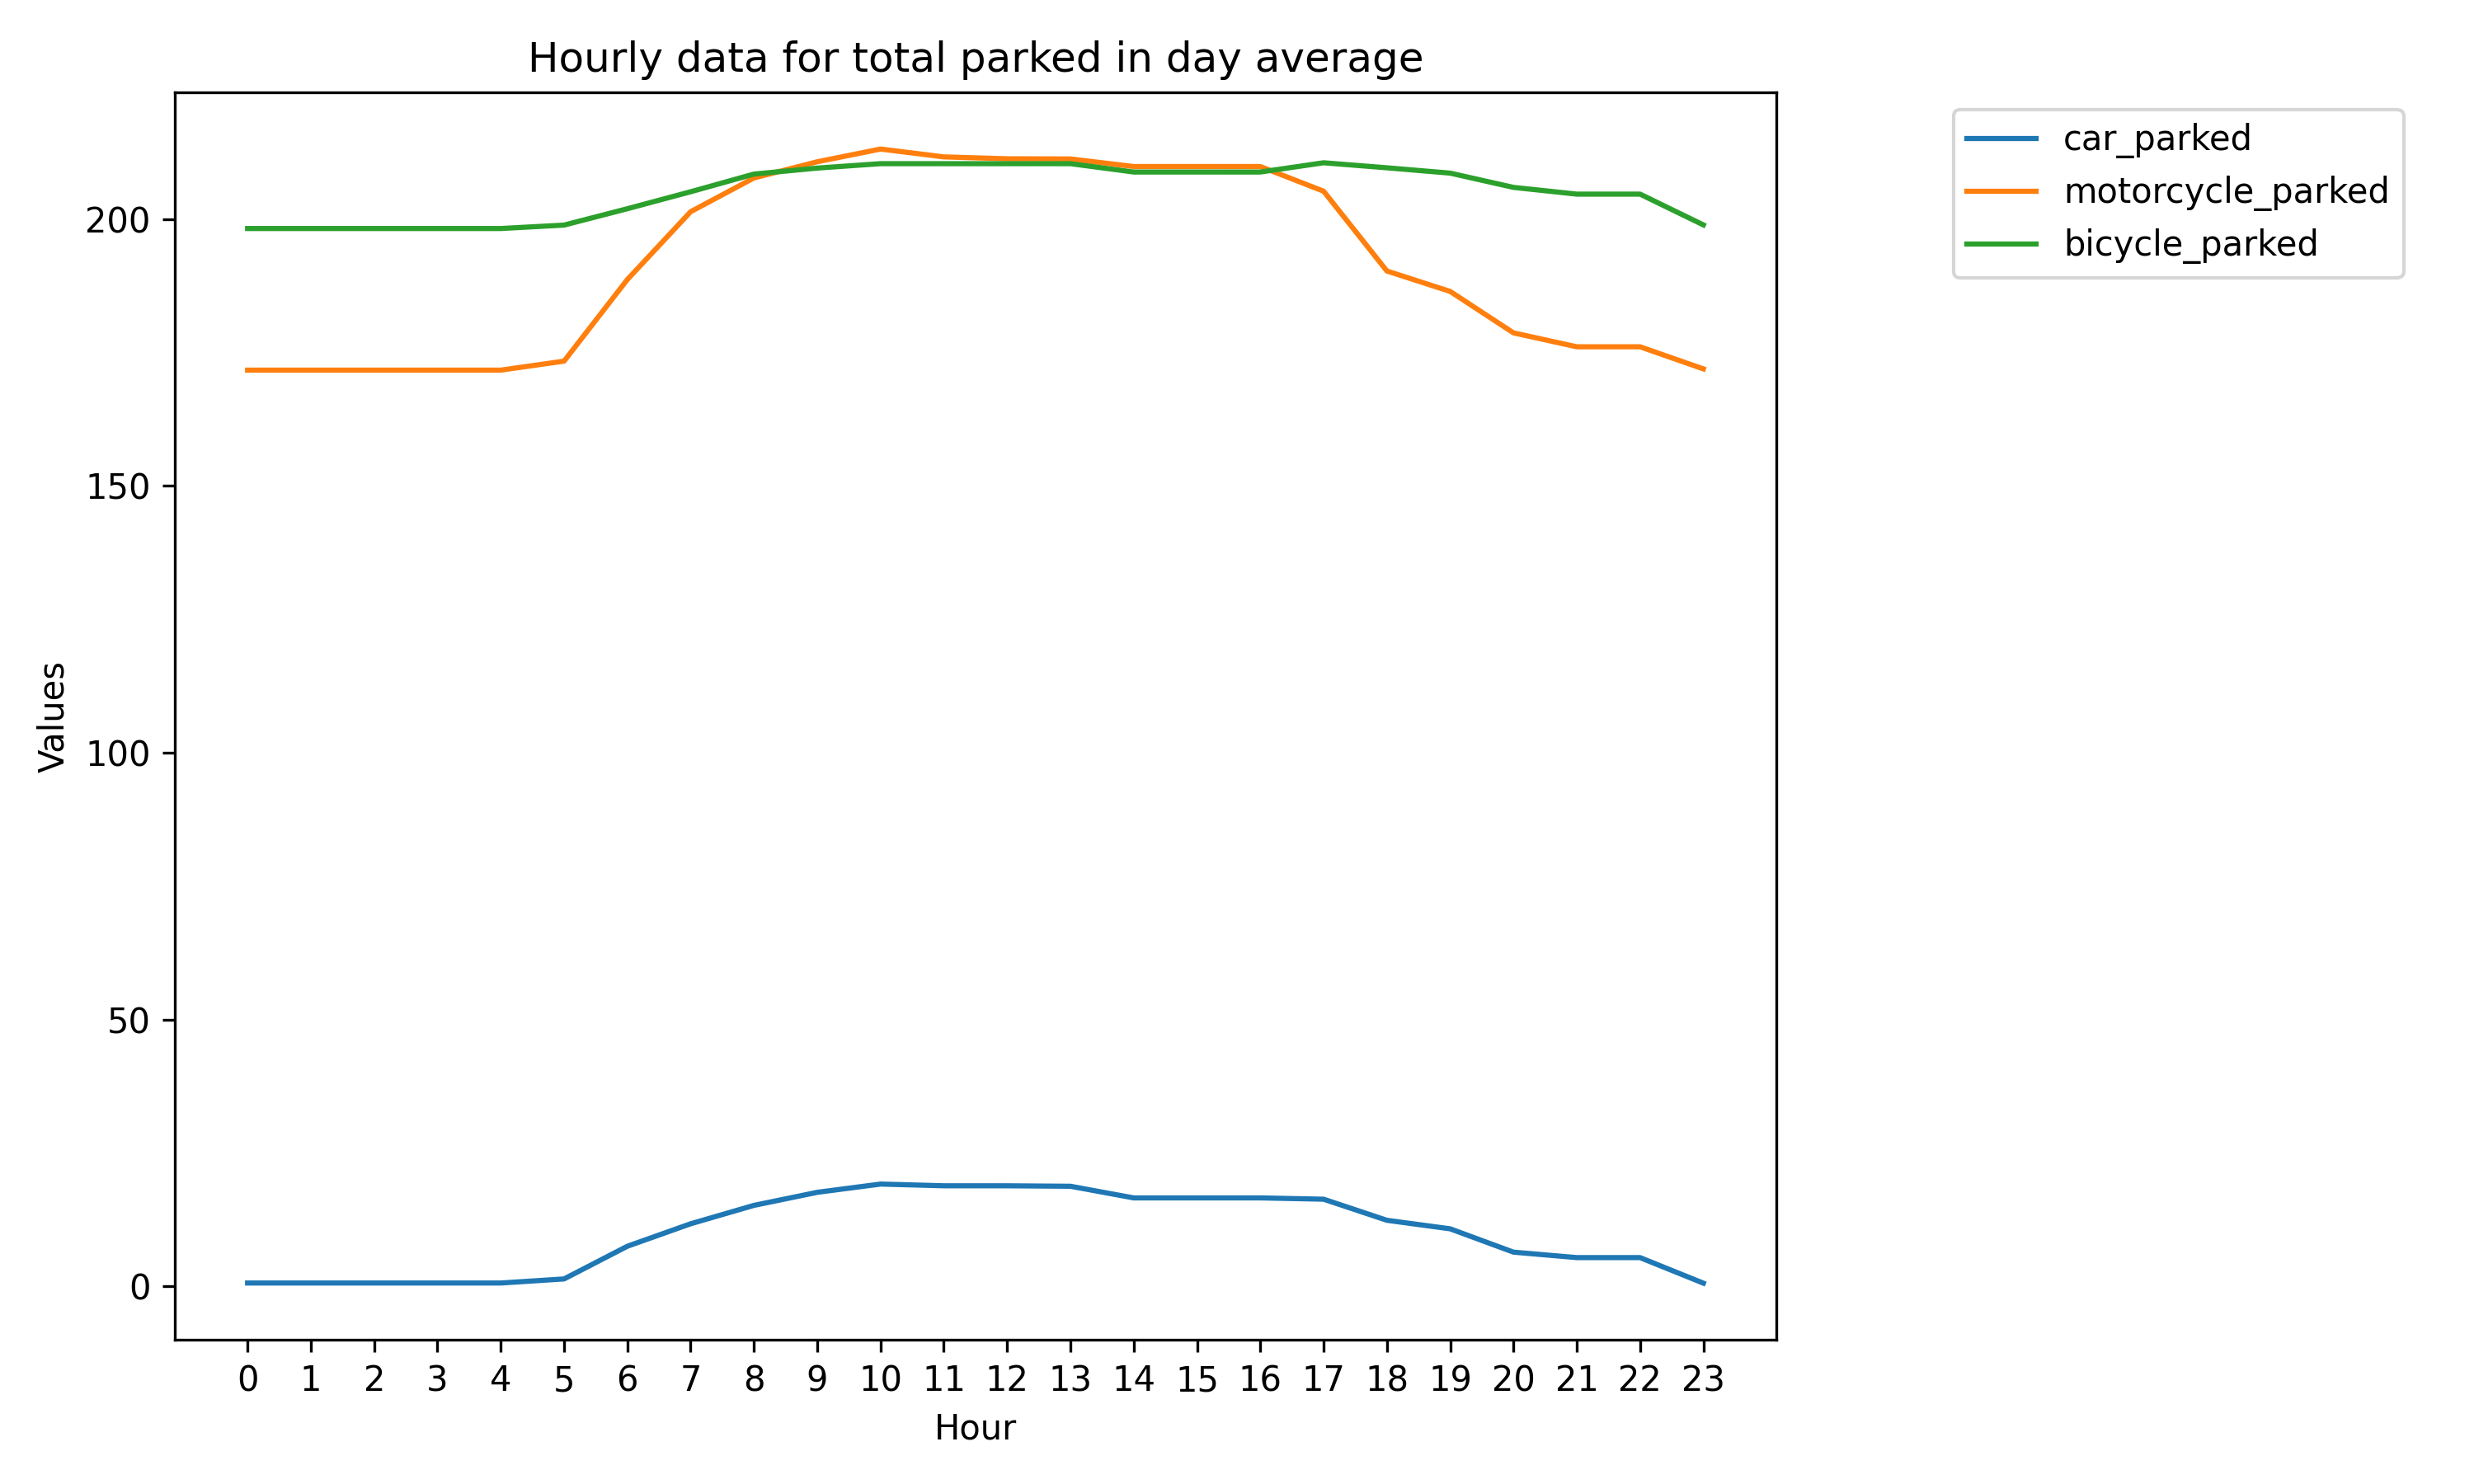 Hourly data for total parked in day average
car_parked
motorcycle_parked
bicycle_parked
200
150
100
50
0
Values
0 1 2 3 4 5 6 7 8 9 10 11 12 13 14 15 16 17 18 19 20 21 22 23
Hour